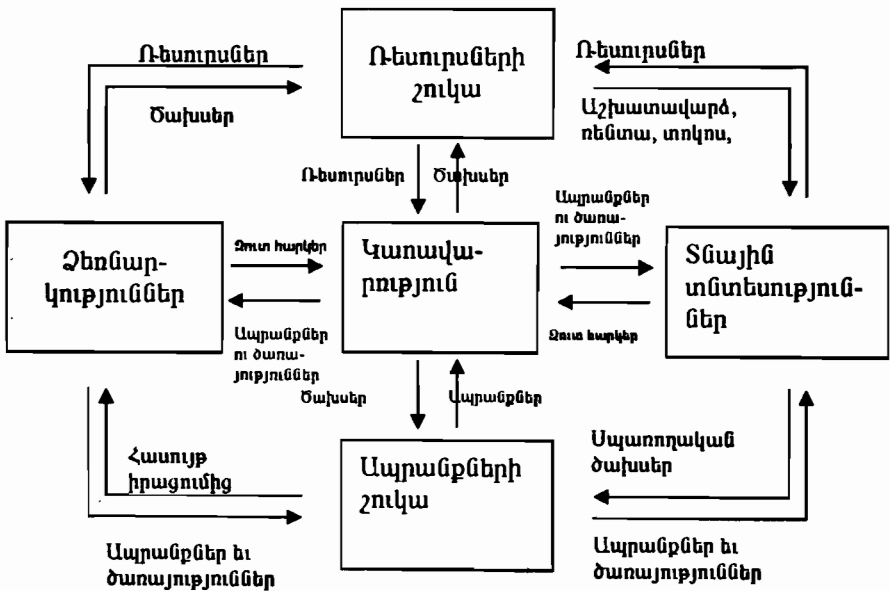 Ռեսուրսներ
Ծախսեր
Ռեսուրսների
շուկա
Ռեսուրսներ
Աշխատավարձ,
ռենտա, տոկոս,
Ռեսուրսներ
Ծախսեր
Ձեռնար-
կություններ
Զուտ հարկեր
Ապրանքներ
ու ծառա-
յություններ
Կառավա-
րություն
Ապրանքներ
ու ծառա-
յություններ
Զուտ հարկեր
Տնային
տնտեսություն-
ներ
Ծախսեր
Ապրանքներ
Հասույթ
իրացումից
Ապրանքներ եւ
ծառայություններ
Ապրանքների
շուկա
Սպառողական
ծախսեր
Ապրանքներ եւ
ծառայություններ